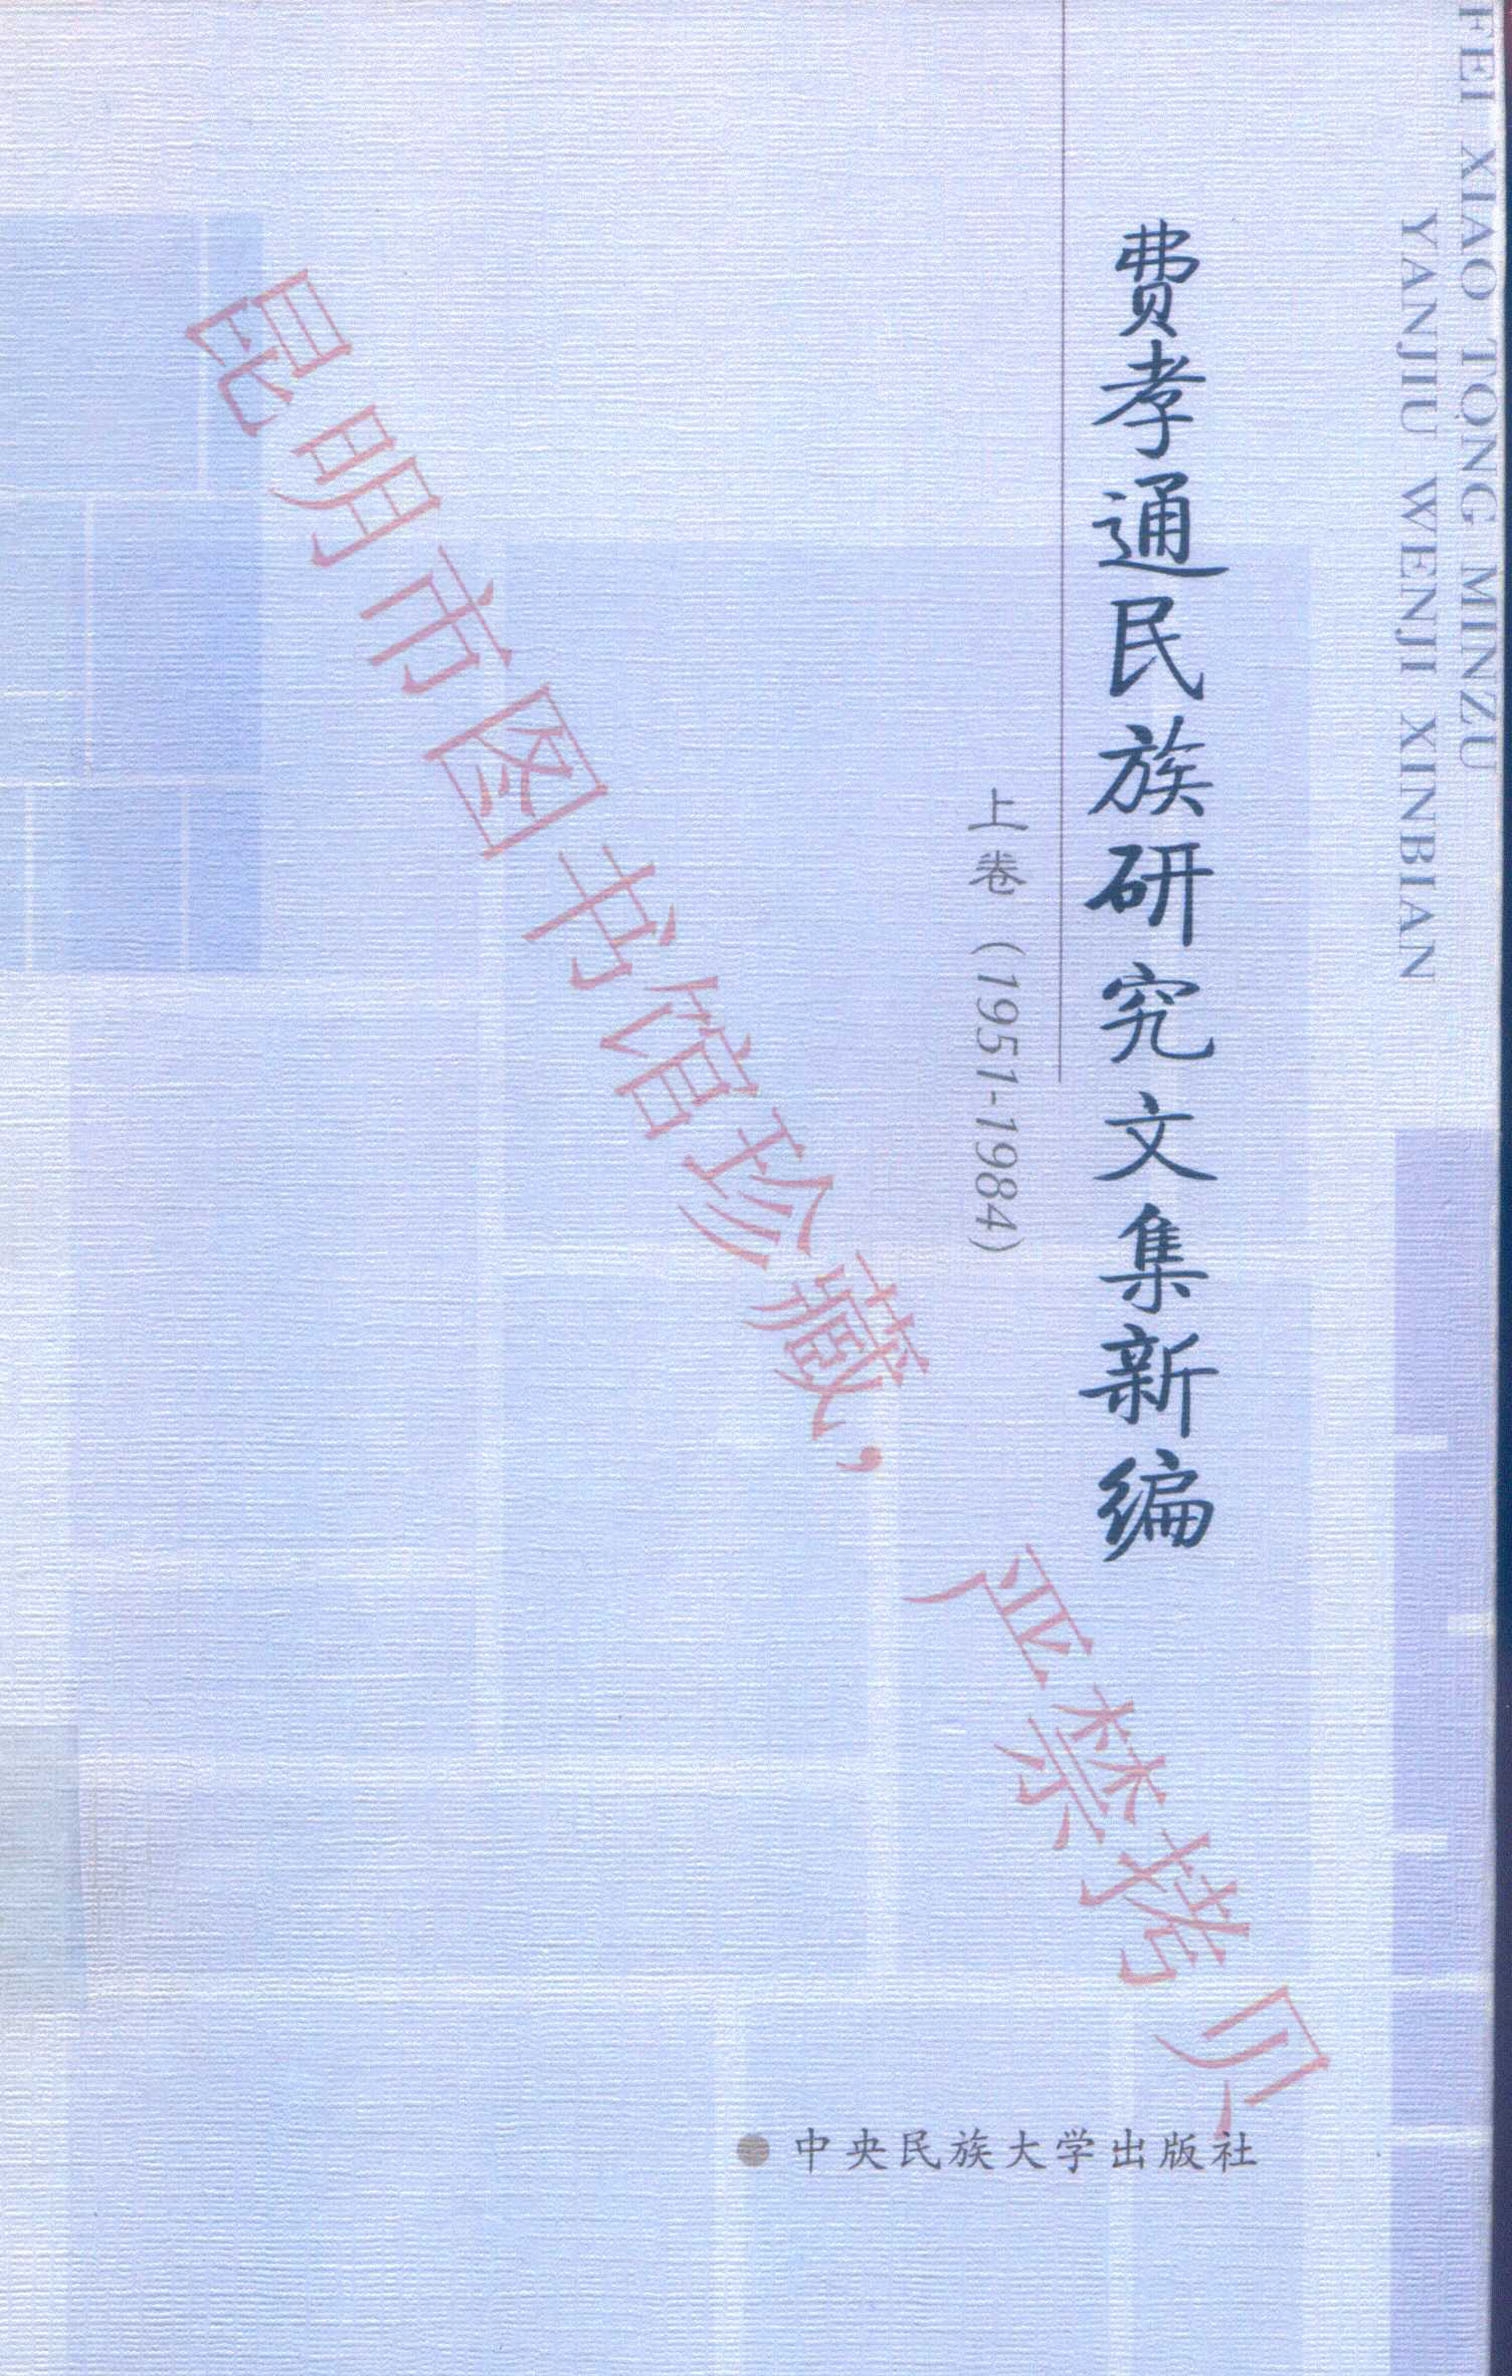 FEI XIAO TONG MINZU
YANJIU WENJI XINBIAN
费孝通民族研究文集新编
上卷（1951-1984）
昆明市图书馆珍藏，严禁拷贝
中央民族大学出版社